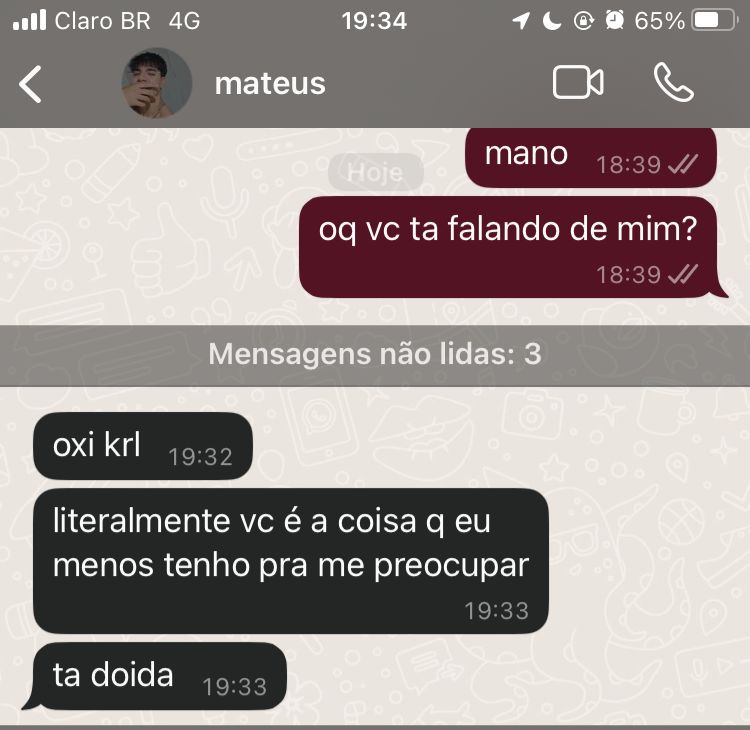 Claro BR 4G 19:34 65%
mateus
mano 18:39
Hoje
oq vc ta falando de mim?
18:39
Mensagens não lidas: 3
oxi krl 19:32
literalmente vc é a coisa q eu
menos tenho pra me preocupar
19:33
ta doida 19:33